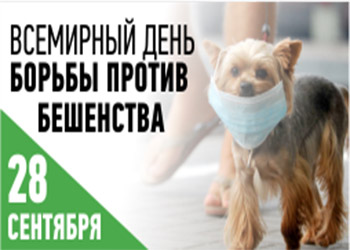 ВСЕМИРНЫЙ ДЕНЬ
БОРЬБЫ ПРОТИВ
БЕШЕНСТВА
28
СЕНТЯБРЯ